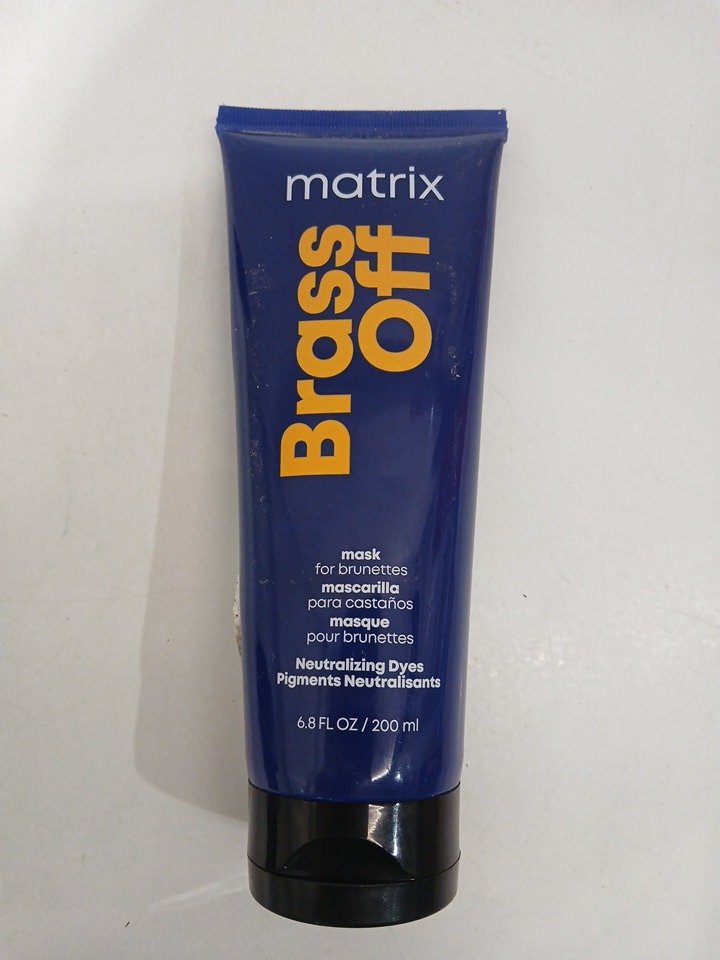 matrix
Brass
Off
mask
for brunettes
mascarilla
para castaños
masque
pour brunettes
Neutralizing Dyes
Pigments Neutralisants
6.8 FL OZ / 200 ml